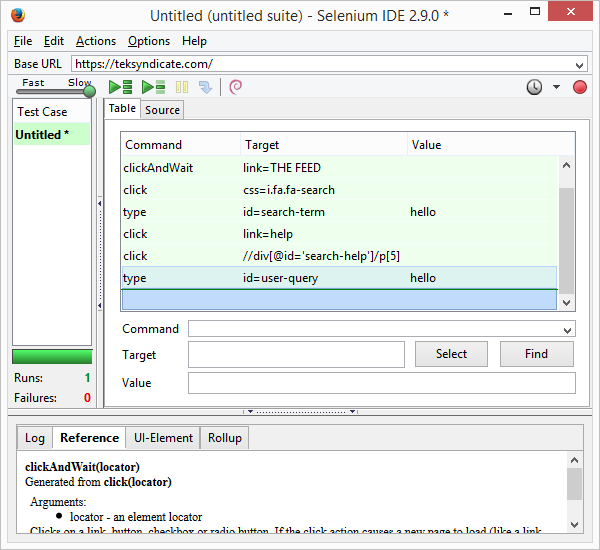 Untitled (untitled suite) - Selenium IDE 2.9.0 *
File Edit Actions Options Help
Base URL https://teksyndicate.com/
Fast Slow
Test Case
Untitled *
Table Source
Command Target Value
clickAndWait link=THE FEED
click css=i.fa.fa-search
type id=search-term hello
click link=help
click //div[@id='search-help']/p[5]
type id=user-query hello
Command
Target Select Find
Value
Runs: 1
Failures: 0
Log Reference UI-Element Rollup
clickAndWait(locator)
Generated from click(locator)
Arguments:
locator - an element locator
Clicks on a link, button, checkbox or radio button. If the click action causes a new page to load (like a link